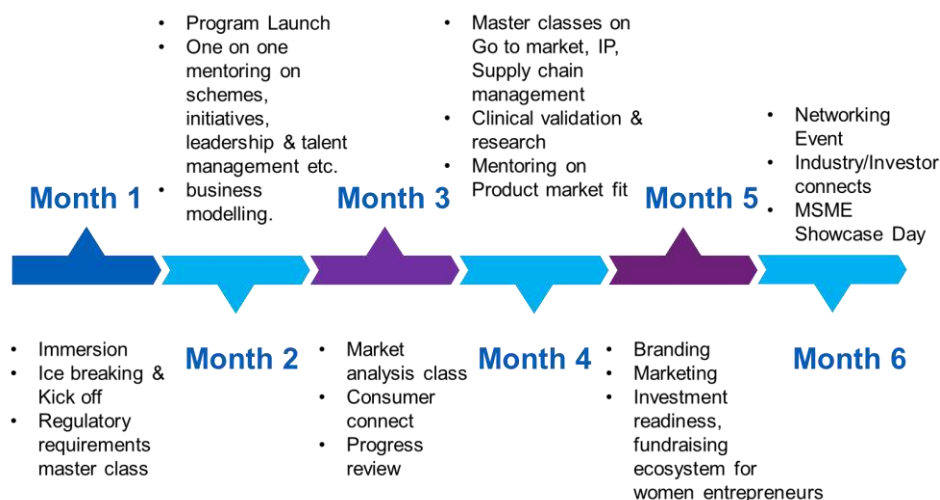 Month 1
• Immersion
• Ice breaking &
Kick off
• Regulatory
requirements
master class
• Program Launch
• One on one
mentoring on
schemes,
initiatives,
leadership & talent
management etc.
• business
modelling.
Month 2
Month 3
• Market
analysis class
• Consumer
connect
• Progress
review
• Master classes on
Go to market, IP,
Supply chain
management
• Clinical validation &
research
• Mentoring on
Product market fit
Month 4
Month 5
• Branding
• Marketing
• Investment
readiness,
fundraising
ecosystem for
women entrepreneurs
• Networking
Event
• Industry/Investor
connects
• MSME
Showcase Day
Month 6